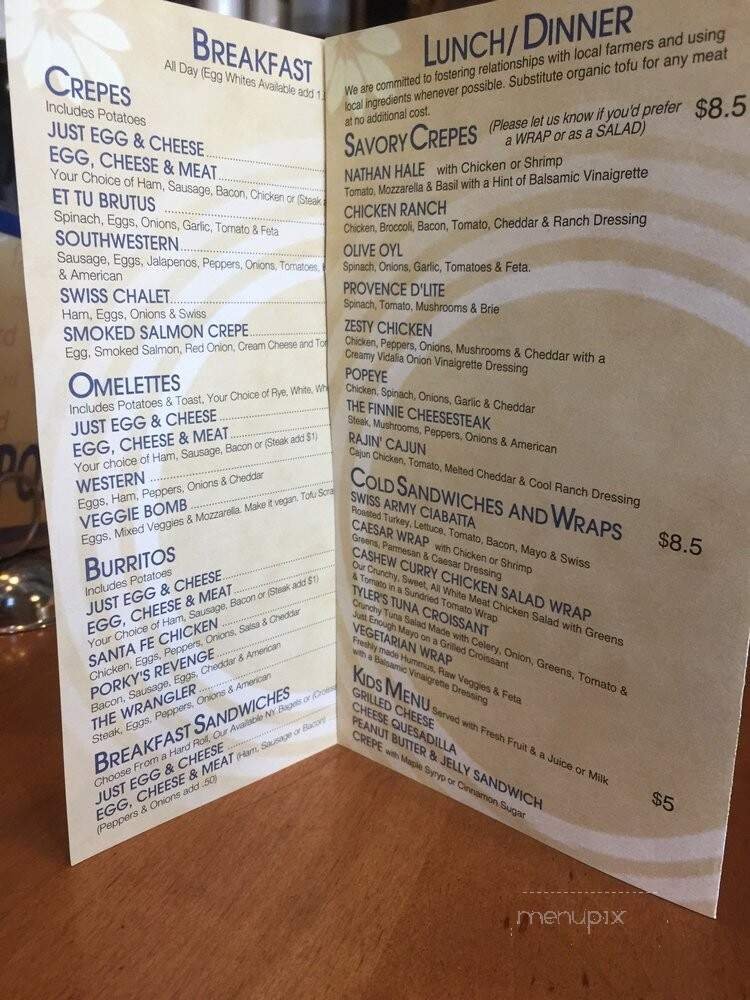 BREAKFAST
All Day (Egg Whites Available add 1.
CREPES
Includes Potatoes
JUST EGG & CHEESE
EGG, CHEESE & MEAT
Your Choice of Ham, Sausage, Bacon, Chicken or (Steak
ET TU BRUTUS
Spinach, Eggs, Onions, Garlic, Tomato & Feta
SOUTHWESTERN
Sausage, Eggs, Jalapenos, Peppers, Onions, Tomatoes,
& American
SWISS CHALET
Ham, Eggs, Onions & Swiss
SMOKED SALMON CREPE
Egg, Smoked Salmon, Red Onion, Cream Cheese and
OMELETTES
Includes Potatoes & Toast, Your Choice of Rye, White,
JUST EGG & CHEESE
EGG, CHEESE & MEAT
Your choice of Ham, Sausage, Bacon or (Steak add $1)
WESTERN
Eggs, Ham, Peppers, Onions & Cheddar
VEGGIE BOMB
Eggs, Mixed Veggies & Mozzarella. Make it vegan. Tofu
BURRITOS
Includes Potatoes
JUST EGG & CHEESE
EGG, CHEESE & MEAT
Your Choice of Ham, Sausage, Bacon or (Steak add $1)
SANTA FE CHICKEN
Chicken, Eggs, Peppers, Onions, Salsa & Cheddar
PORKY'S REVENGE
Bacon, Sausage, Eggs, Cheddar & American
THE WRANGLER
Steak, Eggs, Peppers, Onions & American
BREAKFAST SANDWICHES
Choose From a Hard Roll, Our Available NY Bagels or
JUST EGG & CHEESE
EGG, CHEESE & MEAT (Ham, Sausage or Bacon)
(Peppers & Onions add .50)
LUNCH/DINNER
We are committed to fostering relationships with local farmers and using
local ingredients whenever possible. Substitute organic tofu for any meat
at no additional cost.
SAVORY CREPES (Please let us know if you'd prefer $8.5
a WRAP or as a SALAD)
NATHAN HALE with Chicken or Shrimp
Tomato, Mozzarella & Basil with a Hint of Balsamic Vinaigrette
CHICKEN RANCH
Chicken, Broccoli, Bacon, Tomato, Cheddar & Ranch Dressing
OLIVE OYL
Spinach, Onions, Garlic, Tomatoes & Feta.
PROVENCE D'LITE
Spinach, Tomato, Mushrooms & Brie
ZESTY CHICKEN
Chicken, Peppers, Onions, Mushrooms & Cheddar with a
Creamy Vidalia Onion Vinaigrette Dressing
POPEYE
Chicken, Spinach, Onions, Garlic & Cheddar
THE FINNIE CHEESESTEAK
Steak, Mushrooms, Peppers, Onions & American
RAJIN' CAJUN
Cajun Chicken, Tomato, Melted Cheddar & Cool Ranch Dressing
COLD SANDWICHES AND WRAPS $8.5
SWISS ARMY CIABATTA
Roasted Turkey, Lettuce, Tomato, Bacon, Mayo & Swiss
CAESAR WRAP with Chicken or Shrimp
Greens, Parmesan & Caesar Dressing
CASHEW CURRY CHICKEN SALAD WRAP
Our Crunchy, Sweet, All White Meat Chicken Salad with Greens
& Tomato in a Sundried Tomato Wrap
TYLER'S TUNA CROISSANT
Crunchy Tuna Salad Made with Celery, Onion, Greens, Tomato &
Just Enough Mayo on a Grilled Croissant
VEGETARIAN WRAP
Freshly made Hummus, Raw Veggies & Feta
with a Balsamic Vinaigrette Dressing
KIDS MENU Served with Fresh Fruit & a Juice or Milk
GRILLED CHEESE $5
CHEESE QUESADILLA
PEANUT BUTTER & JELLY SANDWICH
CREPE with Maple Syryp or Cinnamon Sugar
menupix